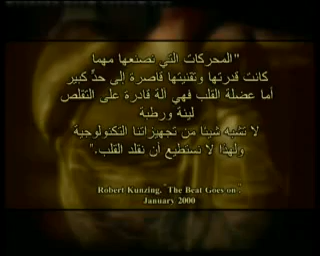 "المحركات التي نصنعها مهما
كانت قدرتها وتقنيتها قاصرة إلى حدٍّ كبير
أما عضلة القلب فهي آلة قادرة على التقلص
لينة ورطبة
لا تشبه شيئا من تجهيزاتنا التكنولوجية
ولهذا لا نستطيع أن نقلد القلب."
Robert Kunzing, "The Beat Goes on",
January 2000